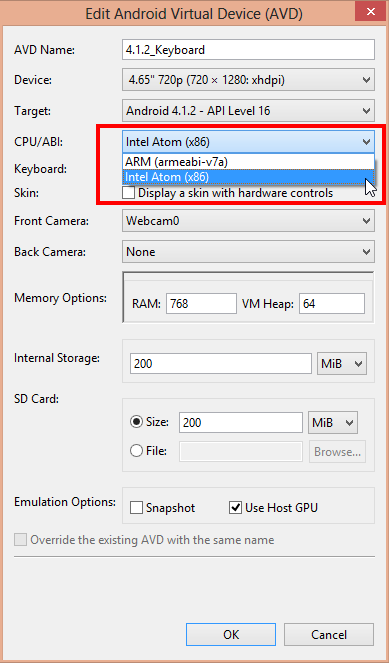 Edit Android Virtual Device (AVD)
AVD Name: 4.1.2_Keyboard
Device: 4.65" 720p (720 × 1280: xhdpi)
Target: Android 4.1.2 - API Level 16
CPU/ABI: Intel Atom (x86)
ARM (armeabi-v7a)
Keyboard: Intel Atom (x86)
Skin: Display a skin with hardware controls
Front Camera: Webcam0
Back Camera: None
Memory Options: RAM: 768 VM Heap: 64
Internal Storage: 200 MiB
SD Card:
Size: 200 MiB
File: Browse...
Emulation Options: Snapshot Use Host GPU
Override the existing AVD with the same name
OK Cancel